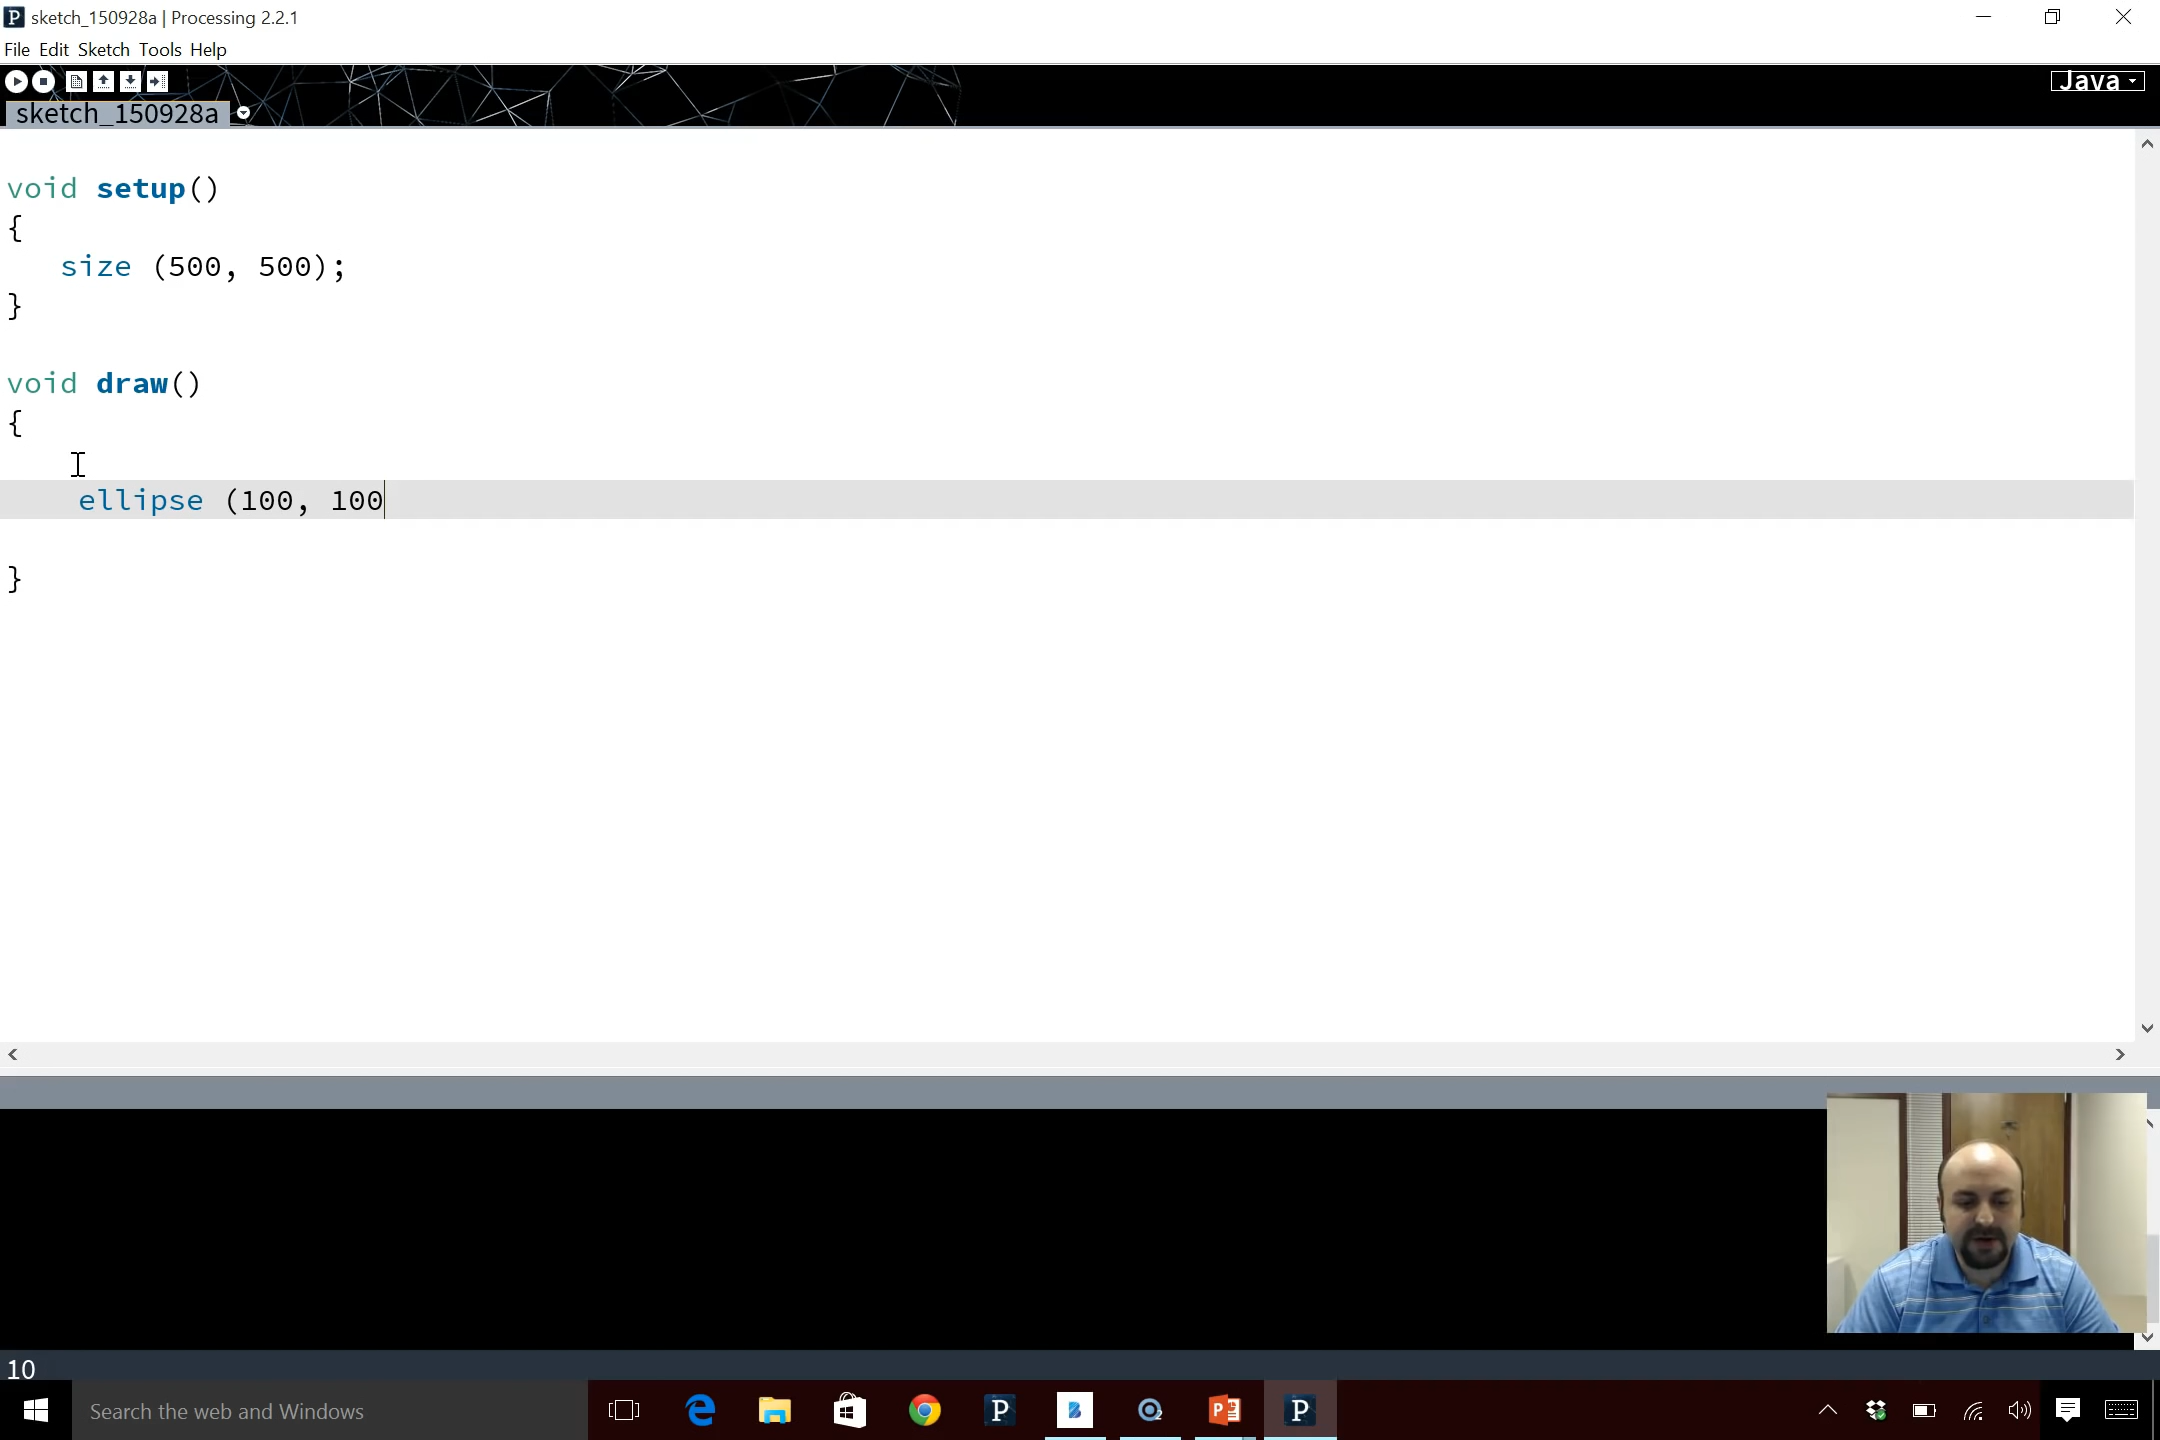 sketch_150928a | Processing 2.2.1
File Edit Sketch Tools Help
Java
sketch_150928a
void setup()
{
size (500, 500);
}
void draw()
{
ellipse (100, 100
}
10
Search the web and Windows